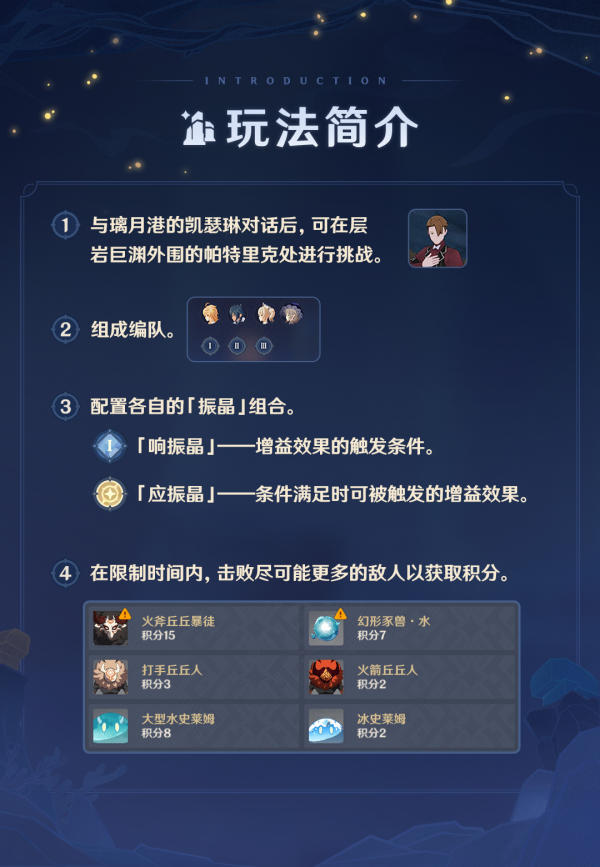 INTRODUCTION
玩法简介
1 与璃月港的凯瑟琳对话后，可在层
岩巨渊外围的帕特里克处进行挑战。
2 组成编队。
I II III
3 配置各自的「振晶」组合。
I 「响振晶」——增益效果的触发条件。
「应振晶」——条件满足时可被触发的增益效果。
4 在限制时间内，击败尽可能更多的敌人以获取积分。
火斧丘丘暴徒
积分15
幻形豕兽·水
积分7
打手丘丘人
积分3
火箭丘丘人
积分2
大型水史莱姆
积分8
冰史莱姆
积分2